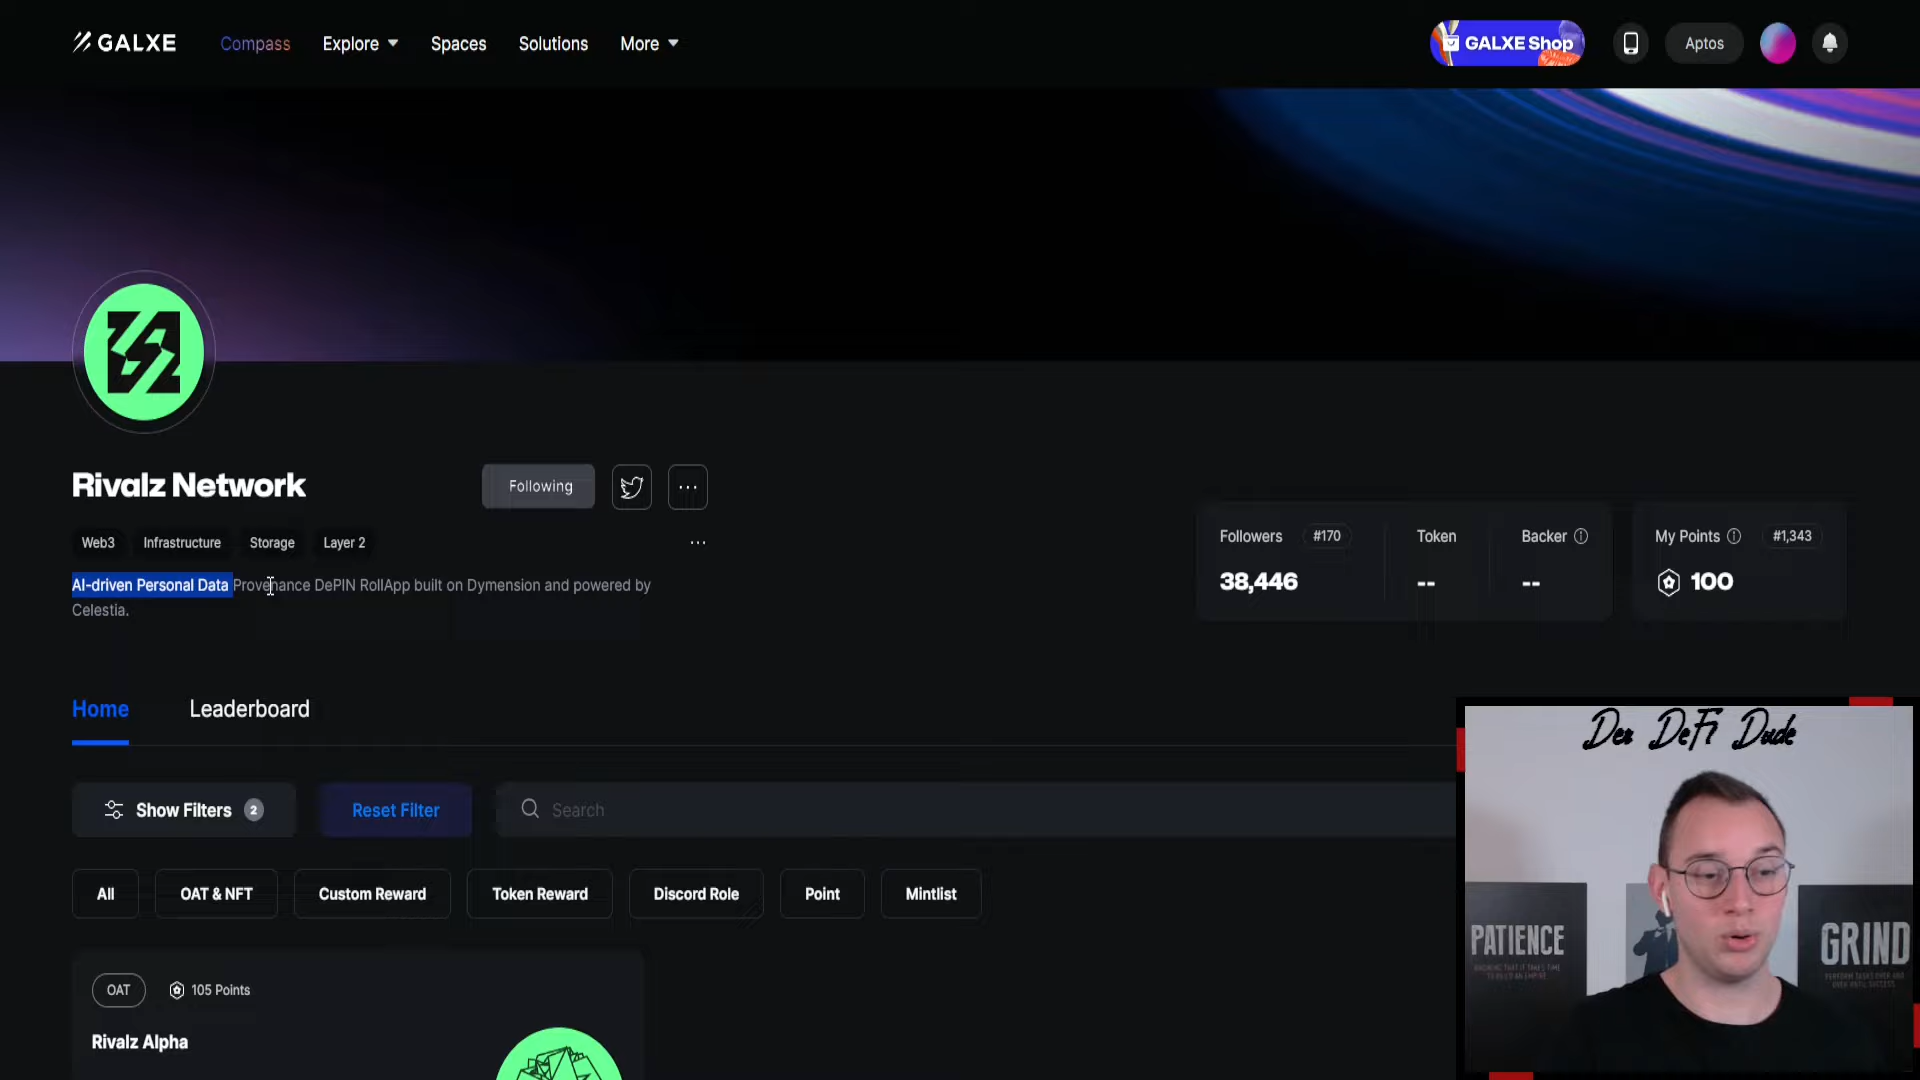 GALXE
Compass
Explore
Spaces
Solutions
More
GALXE Shop
Aptos
Rivalz Network
Following
...
Web3
Infrastructure
Storage
Layer 2
...
AI-driven Personal Data Provenance DePIN RollApp built on Dymension and powered by
Celestia.
Followers
#170
38,446
Token
--
Backer
--
My Points
#1,343
100
Home
Leaderboard
Show Filters
2
Reset Filter
Search
All
OAT & NFT
Custom Reward
Token Reward
Discord Role
Point
Mintlist
OAT
105 Points
Rivalz Alpha
Der DeFi Dude
PATIENCE
GRIND